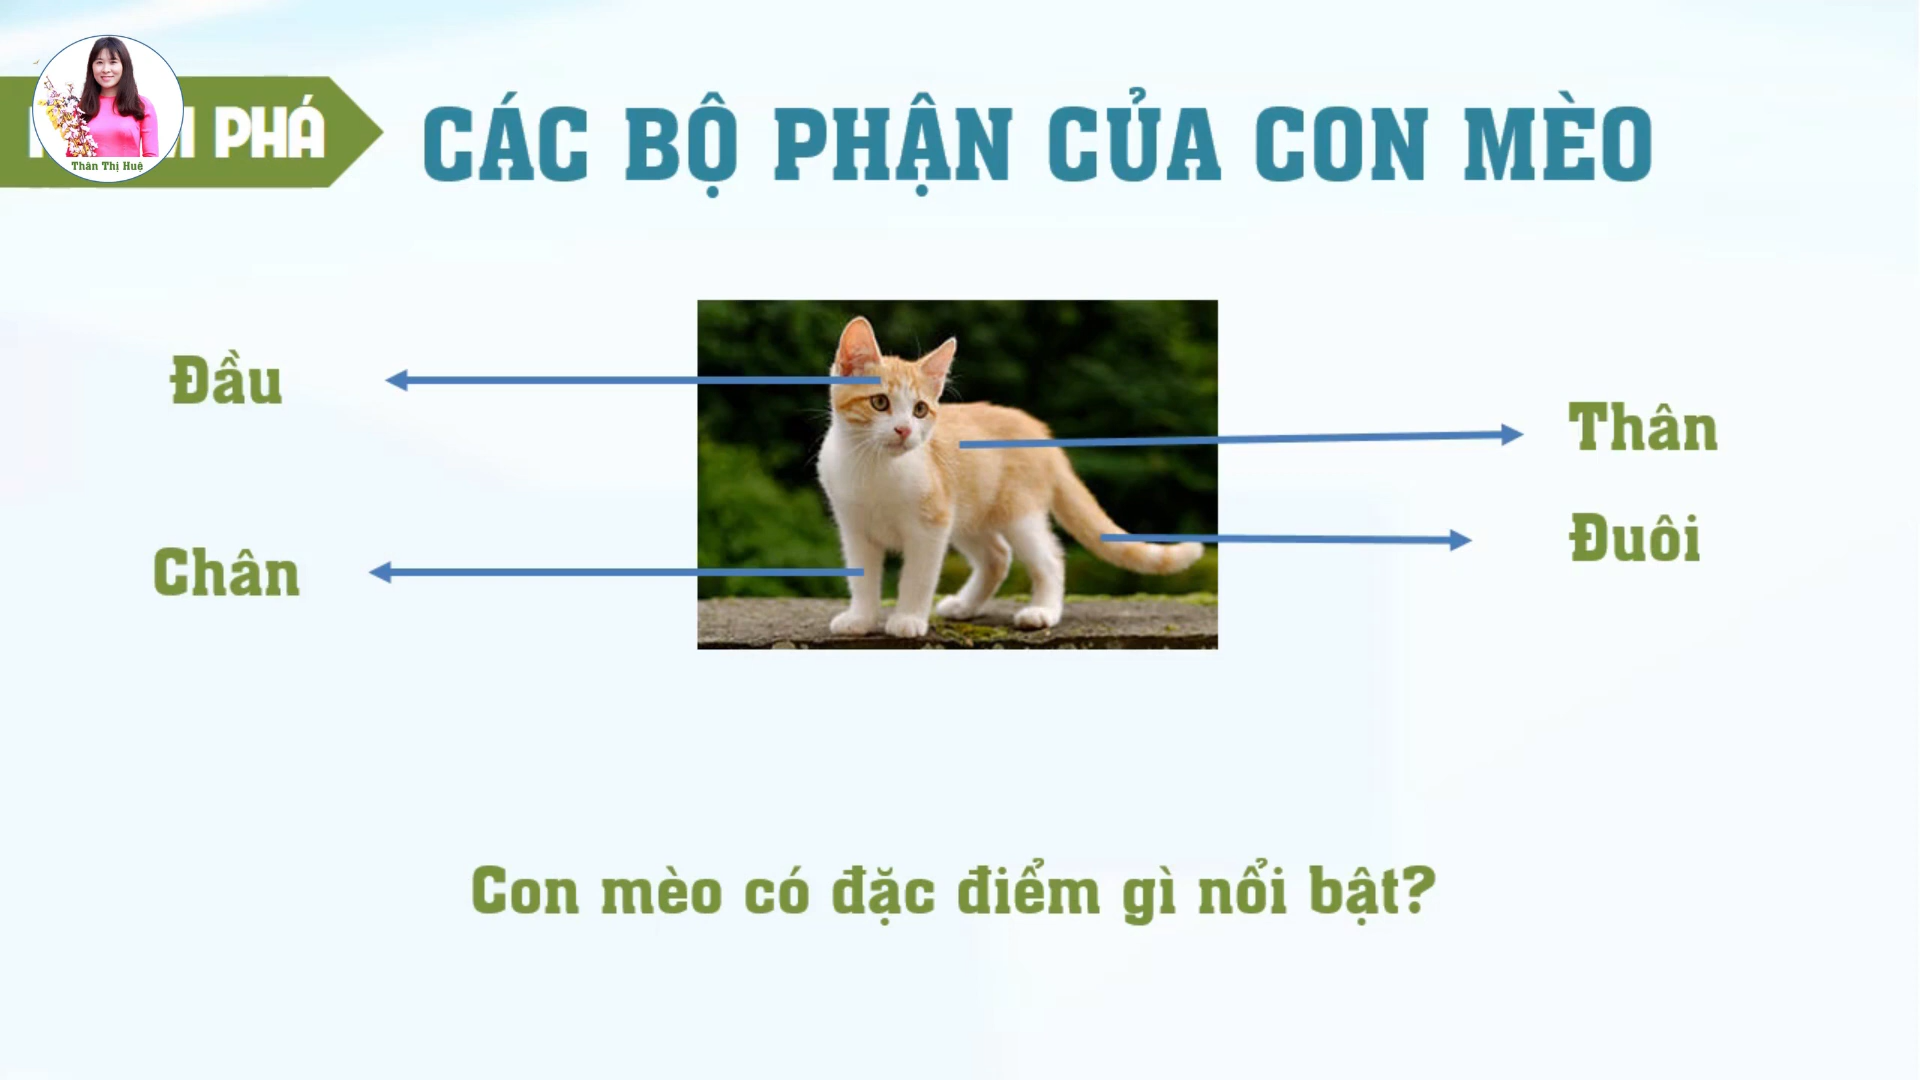 PHÁ
Thân Thị Huệ
CÁC BỘ PHẬN CỦA CON MÈO
Đầu
Thân
Đuôi
Chân
Con mèo có đặc điểm gì nổi bật?